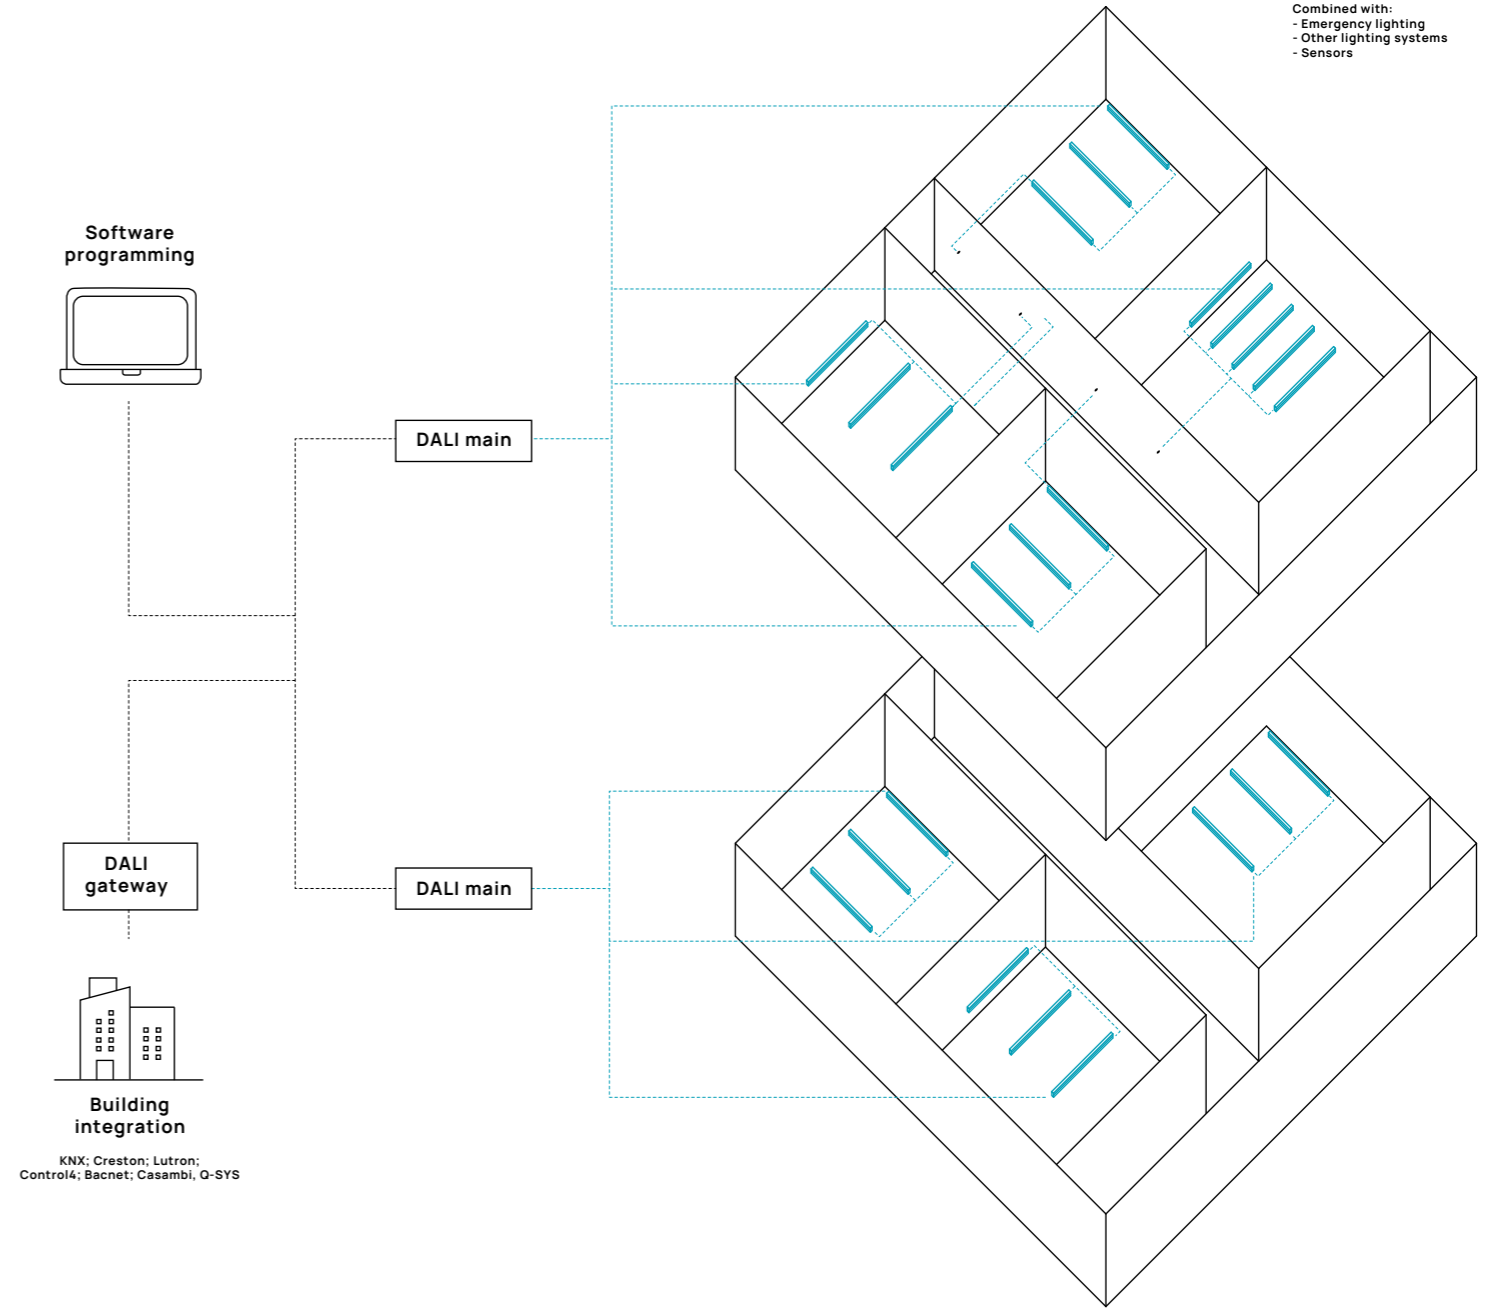 Combined with:
- Emergency lighting
- Other lighting systems
- Sensors
Software
programming
DALI main
DALI main
DALI
gateway
Building
integration
KNX; Creston; Lutron;
Control4; Bacnet; Casambi, Q-SYS